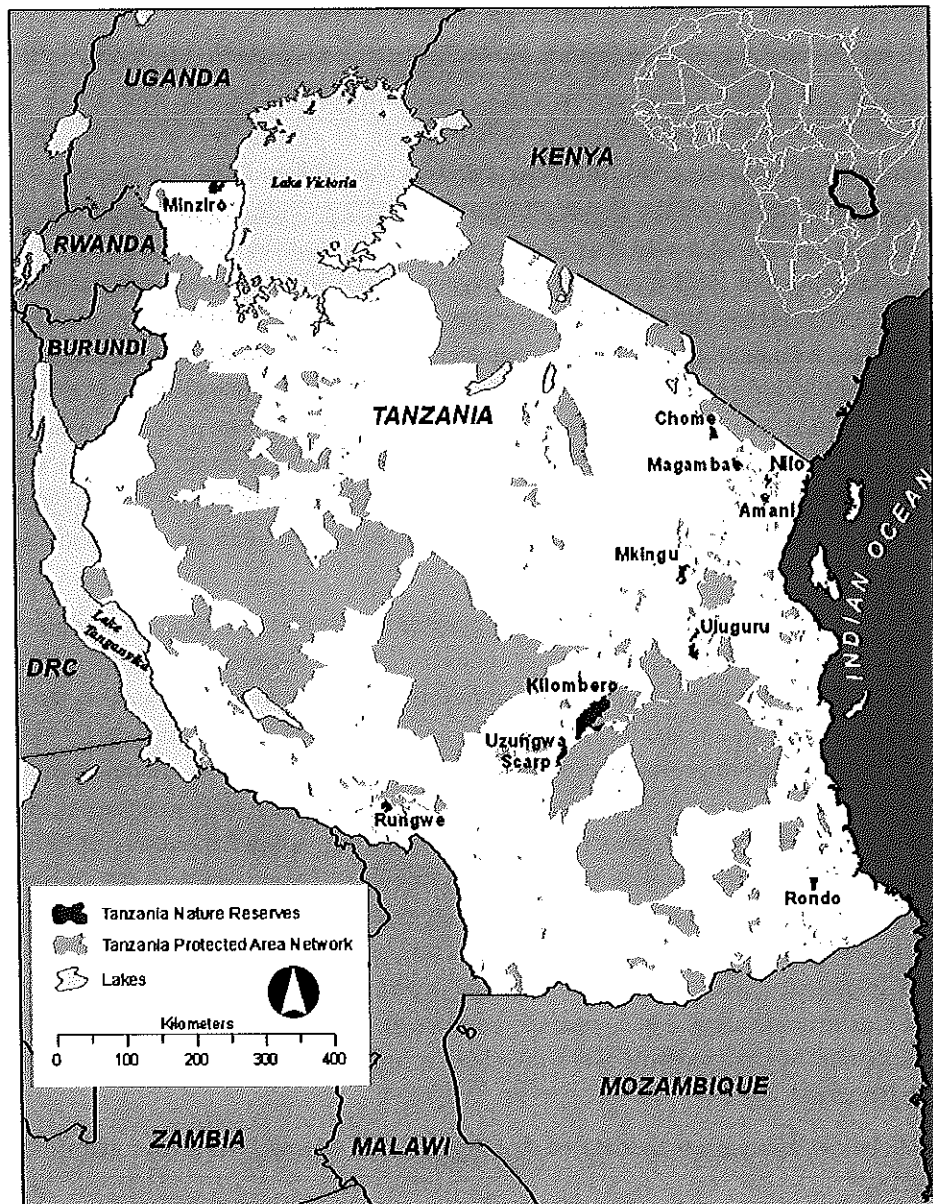 UGANDA
KENYA
Lake Victoria
Minziro
RWANDA
BURUNDI
TANZANIA
Chome
Magamba
Nilo
Amani
Mkingu
INDIAN OCEAN
Uluguru
Lake
Tanganyika
DRC
Kilombero
Uzungwa
Scarp
Rungwe
Rondo
Tanzania Nature Reserves
Tanzania Protected Area Network
Lakes
Kilometers
0 100 200 300 400
MOZAMBIQUE
ZAMBIA
MALAWI